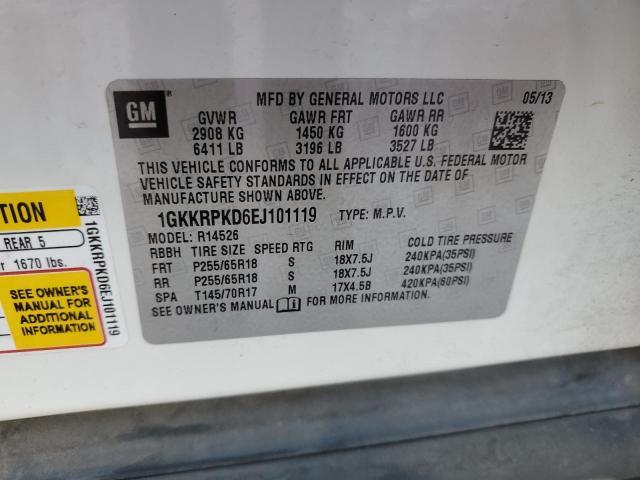 GM
MFD BY GENERAL MOTORS LLC 05/13
GVWR GAWR FRT GAWR RR
2908 KG 1450 KG 1600 KG
6411 LB 3196 LB 3527 LB
THIS VEHICLE CONFORMS TO ALL APPLICABLE U.S. FEDERAL MOTOR
VEHICLE SAFETY STANDARDS IN EFFECT ON THE DATE OF
MANUFACTURE SHOWN ABOVE.
1GKKRPKD6EJ101119 TYPE: M.P.V.
MODEL: R14526
RBBH TIRE SIZE SPEED RTG RIM COLD TIRE PRESSURE
FRT P255/65R18 S 18X7.5J 240KPA(35PSI)
RR P255/65R18 S 18X7.5J 240KPA(35PSI)
SPA T145/70R17 M 17X4.5B 420KPA(60PSI)
SEE OWNER'S MANUAL FOR MORE INFORMATION.
TION
REAR 5
1670 lbs.
SEE OWNER'S
MANUAL FOR
ADDITIONAL
INFORMATION
1GKKRPKD6EJ101119